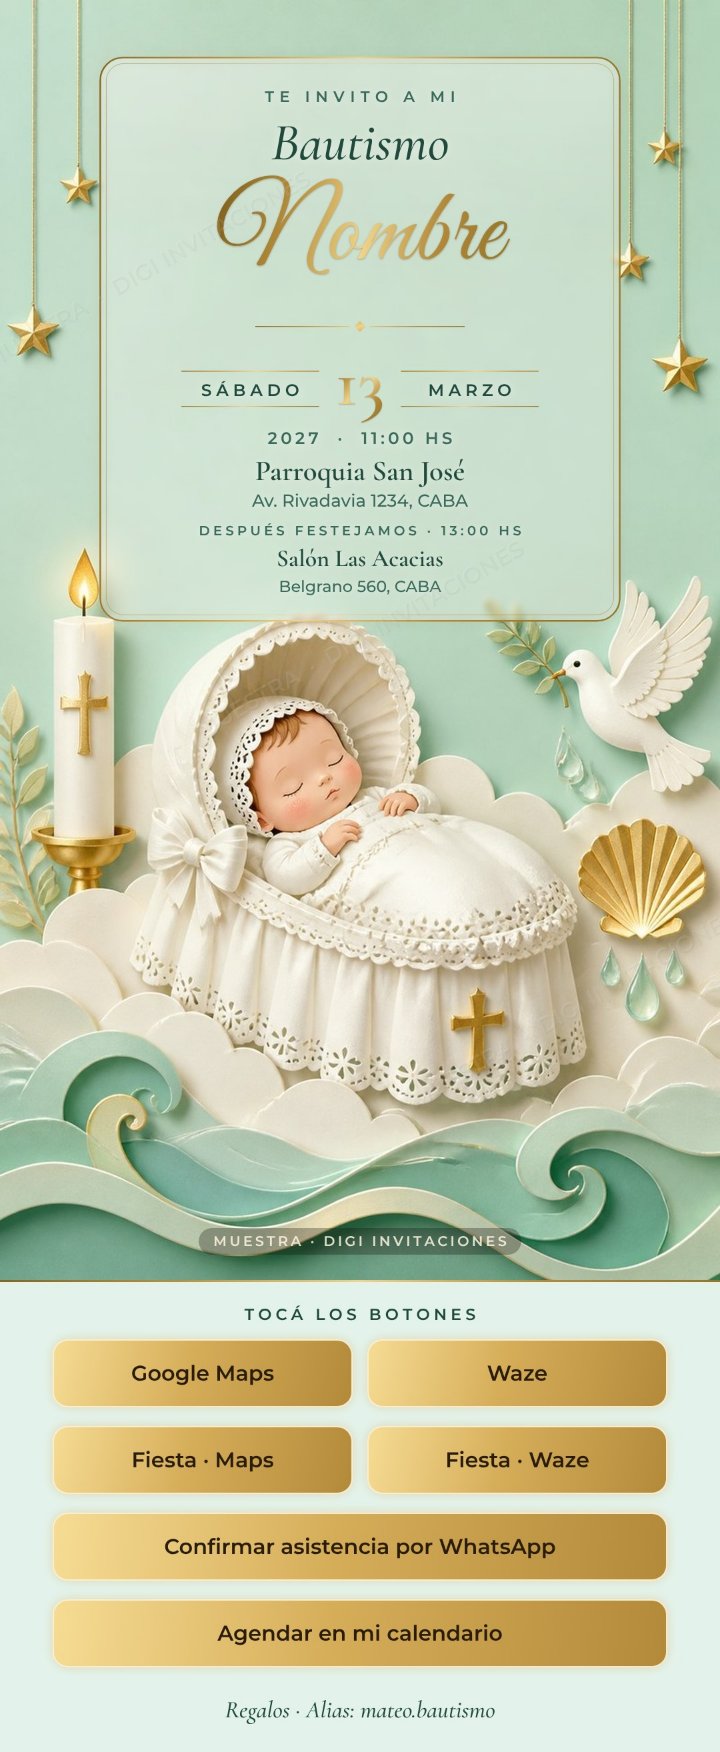 TE INVITO A MI
Bautismo
Nombre
SÁBADO 13 MARZO
2027 · 11:00 HS
Parroquia San José
Av. Rivadavia 1234, CABA
DESPUÉS FESTEJAMOS · 13:00 HS
Salón Las Acacias
Belgrano 560, CABA
MUESTRA · DIGI INVITACIONES
TOCÁ LOS BOTONES
Google Maps
Waze
Fiesta · Maps
Fiesta · Waze
Confirmar asistencia por WhatsApp
Agendar en mi calendario
Regalos · Alias: mateo.bautismo